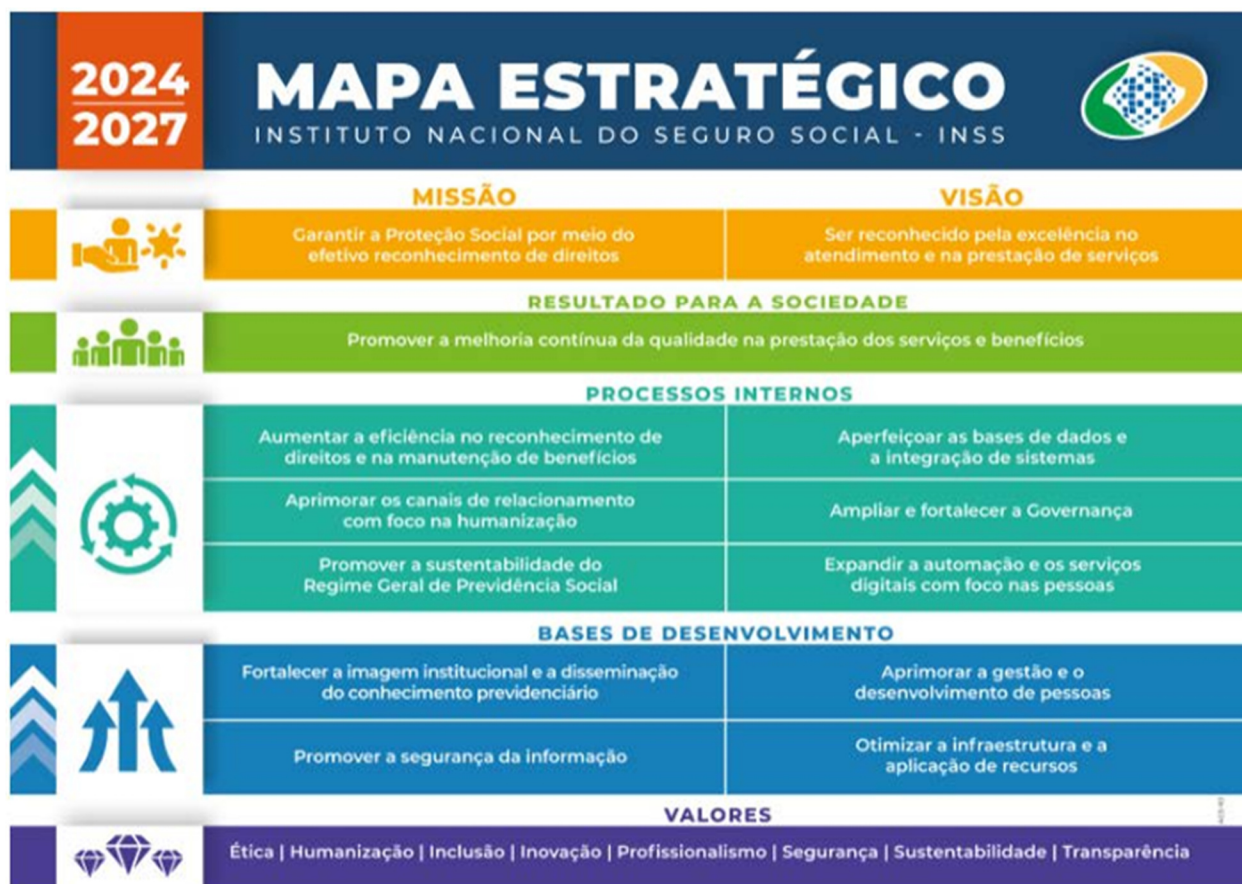 2024
2027
MAPA ESTRATÉGICO
INSTITUTO NACIONAL DO SEGURO SOCIAL - INSS
MISSÃO
Garantir a Proteção Social por meio do
efetivo reconhecimento de direitos
VISÃO
Ser reconhecido pela excelência no
atendimento e na prestação de serviços
RESULTADO PARA A SOCIEDADE
Promover a melhoria contínua da qualidade na prestação dos serviços e benefícios
PROCESSOS INTERNOS
Aumentar a eficiência no reconhecimento de
direitos e na manutenção de benefícios
Aperfeiçoar as bases de dados e
a integração de sistemas
Aprimorar os canais de relacionamento
com foco na humanização
Ampliar e fortalecer a Governança
Promover a sustentabilidade do
Regime Geral de Previdência Social
Expandir a automação e os serviços
digitais com foco nas pessoas
BASES DE DESENVOLVIMENTO
Fortalecer a imagem institucional e a disseminação
do conhecimento previdenciário
Aprimorar a gestão e o
desenvolvimento de pessoas
Promover a segurança da informação
Otimizar a infraestrutura e a
aplicação de recursos
VALORES
Ética | Humanização | Inclusão | Inovação | Profissionalismo | Segurança | Sustentabilidade | Transparência